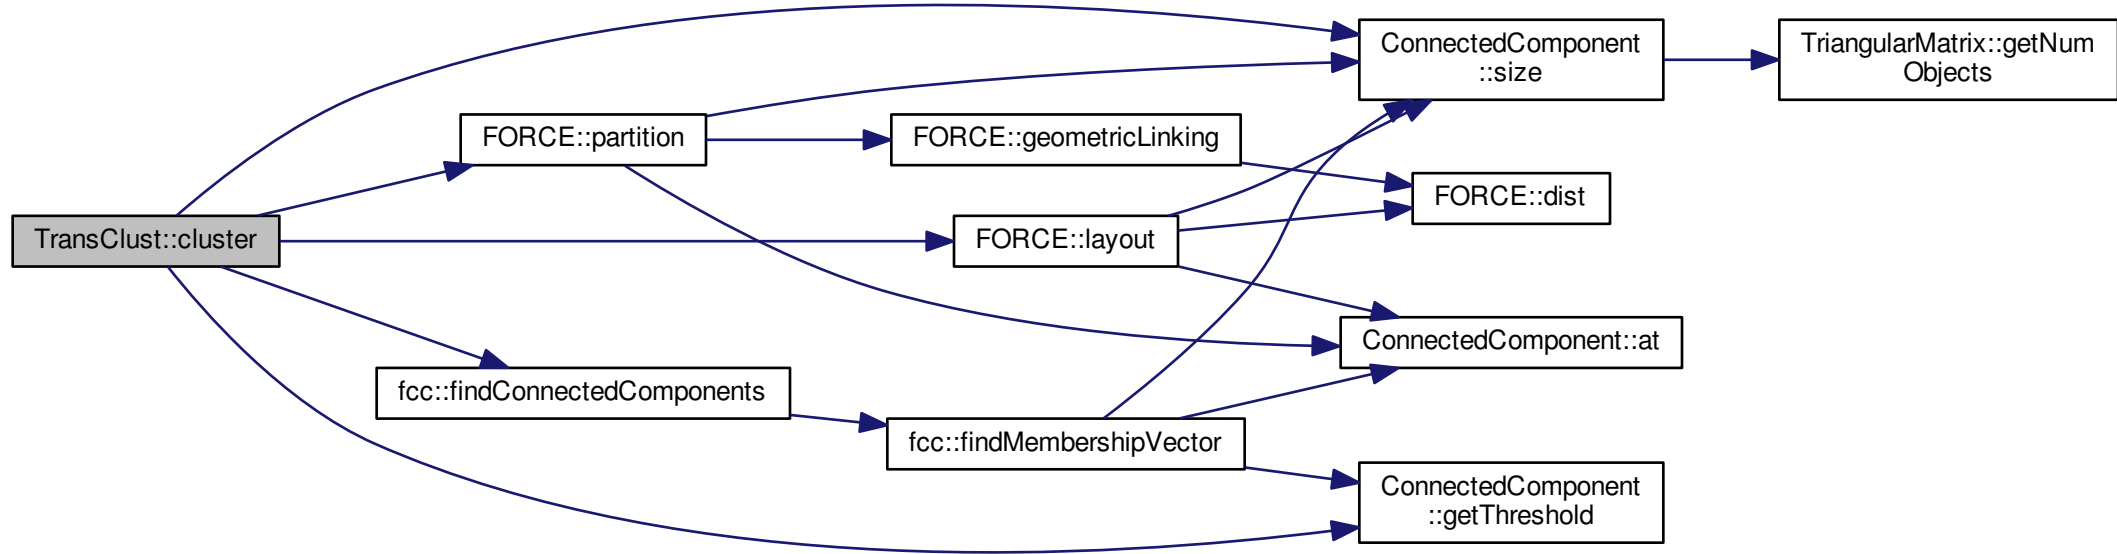 TransClust::cluster
FORCE::partition
fcc::findConnectedComponents
FORCE::geometricLinking
FORCE::layout
fcc::findMembershipVector
ConnectedComponent
::size
FORCE::dist
ConnectedComponent::at
ConnectedComponent
::getThreshold
TriangularMatrix::getNum
Objects